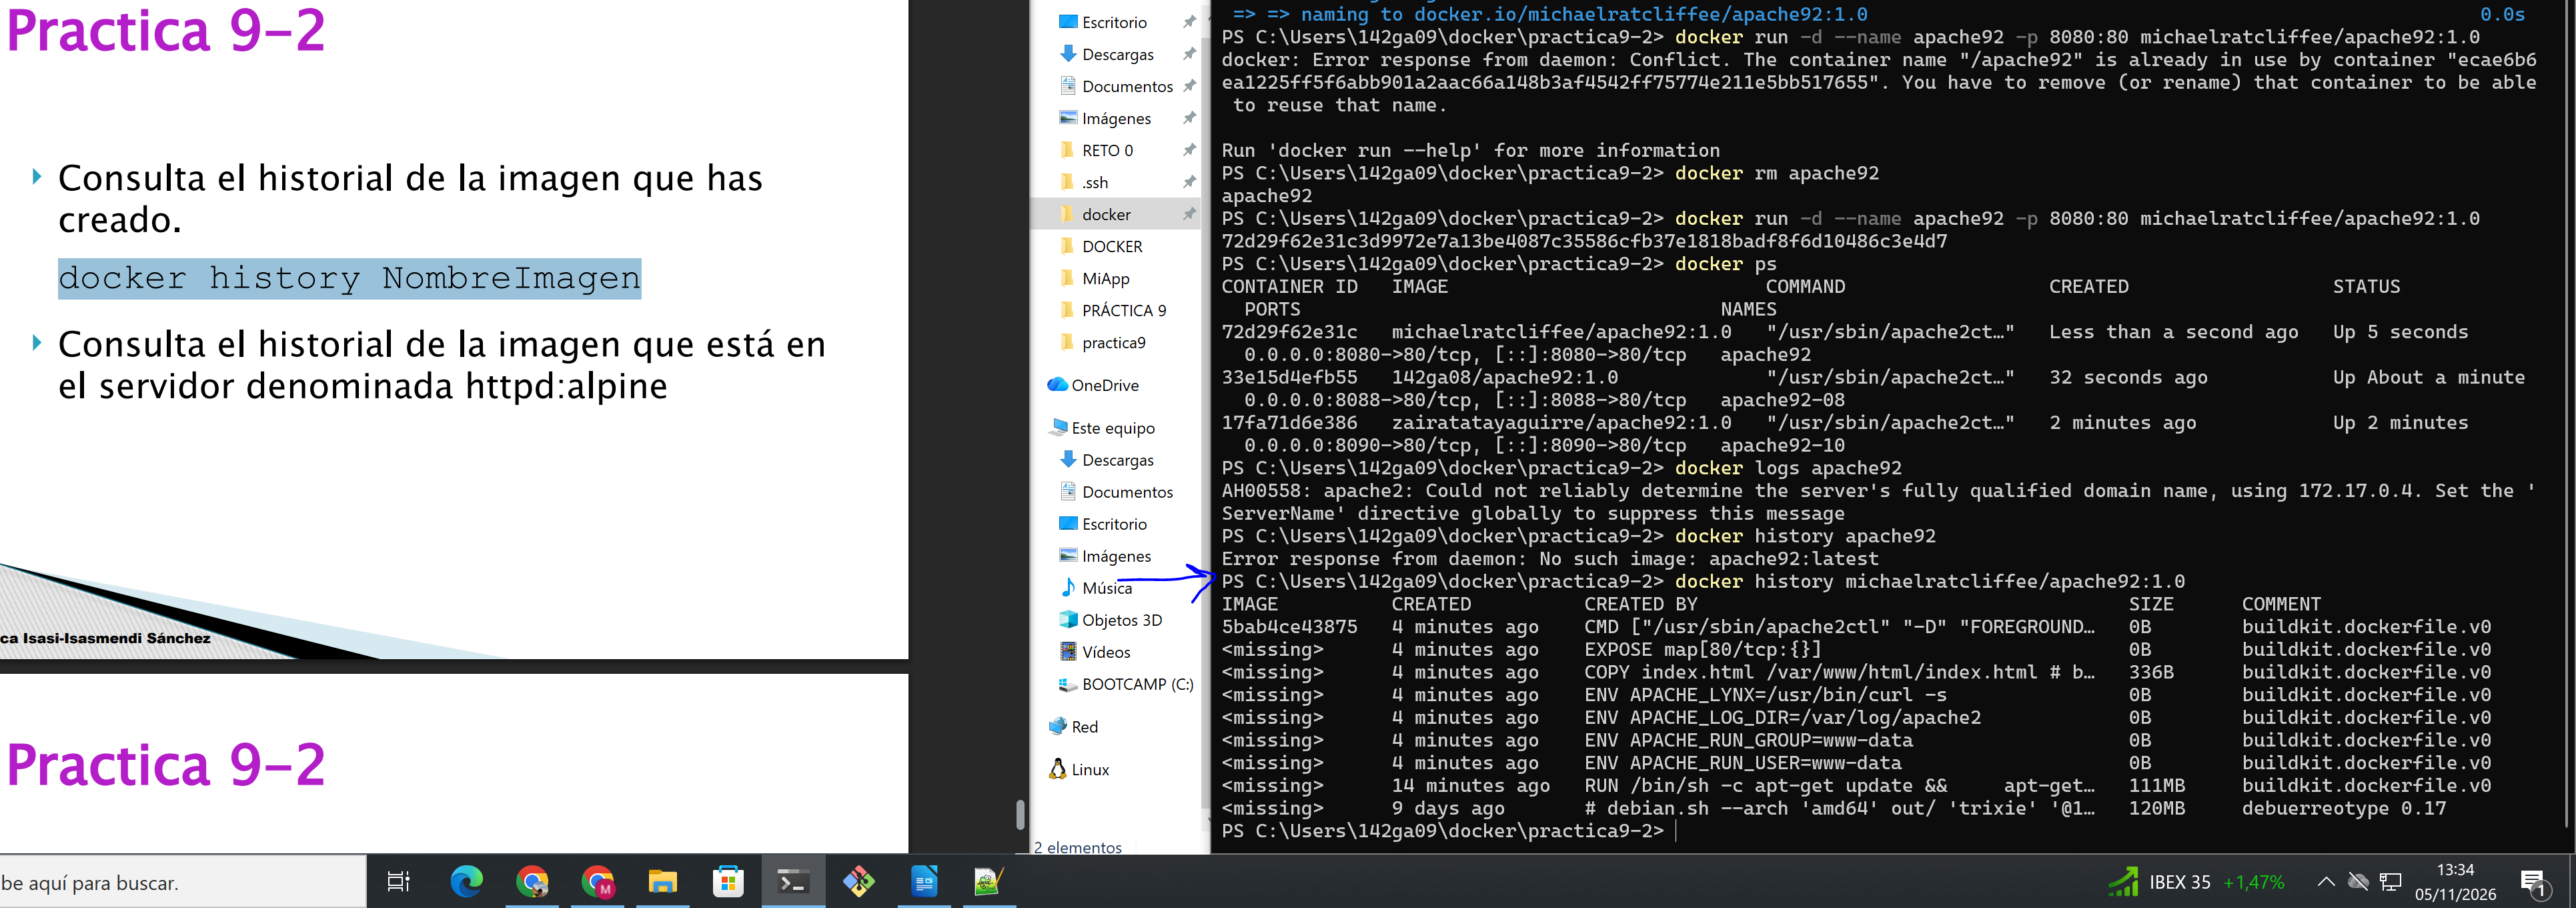 Practica 9-2
Consulta el historial de la imagen que has
creado.
docker history NombreImagen
Consulta el historial de la imagen que está en
el servidor denominada httpd:alpine
ca Isasi-Isasmendi Sánchez
Practica 9-2
Escritorio
Descargas
Documentos
Imágenes
RETO 0
.ssh
docker
DOCKER
MiApp
PRÁCTICA 9
practica9
OneDrive
Este equipo
Descargas
Documentos
Escritorio
Imágenes
Música
Objetos 3D
Vídeos
BOOTCAMP (C:)
Red
Linux
2 elementos
=> => naming to docker.io/michaelratcliffee/apache92:1.0 0.0s
PS C:\Users\142ga09\docker\practica9-2> docker run -d --name apache92 -p 8080:80 michaelratcliffee/apache92:1.0
docker: Error response from daemon: Conflict. The container name "/apache92" is already in use by container "ecae6b6
ea1225ff5f6abb901a2aac66a148b3af4542ff75774e211e5bb517655". You have to remove (or rename) that container to be able
to reuse that name.
Run 'docker run --help' for more information
PS C:\Users\142ga09\docker\practica9-2> docker rm apache92
apache92
PS C:\Users\142ga09\docker\practica9-2> docker run -d --name apache92 -p 8080:80 michaelratcliffee/apache92:1.0
72d29f62e31c3d9972e7a13be4087c35586cfb37e1818badf8f6d10486c3e4d7
PS C:\Users\142ga09\docker\practica9-2> docker ps
CONTAINER ID IMAGE COMMAND CREATED STATUS
PORTS NAMES
72d29f62e31c michaelratcliffee/apache92:1.0 "/usr/sbin/apache2ct…" Less than a second ago Up 5 seconds
0.0.0.0:8080->80/tcp, [::]:8080->80/tcp apache92
33e15d4efb55 142ga08/apache92:1.0 "/usr/sbin/apache2ct…" 32 seconds ago Up About a minute
0.0.0.0:8088->80/tcp, [::]:8088->80/tcp apache92-08
17fa71d6e386 zairatatayaguirre/apache92:1.0 "/usr/sbin/apache2ct…" 2 minutes ago Up 2 minutes
0.0.0.0:8090->80/tcp, [::]:8090->80/tcp apache92-10
PS C:\Users\142ga09\docker\practica9-2> docker logs apache92
AH00558: apache2: Could not reliably determine the server's fully qualified domain name, using 172.17.0.4. Set the '
ServerName' directive globally to suppress this message
PS C:\Users\142ga09\docker\practica9-2> docker history apache92
Error response from daemon: No such image: apache92:latest
PS C:\Users\142ga09\docker\practica9-2> docker history michaelratcliffee/apache92:1.0
IMAGE CREATED CREATED BY SIZE COMMENT
5bab4ce43875 4 minutes ago CMD ["/usr/sbin/apache2ctl" "-D" "FOREGROUND… 0B buildkit.dockerfile.v0
<missing> 4 minutes ago EXPOSE map[80/tcp:{}] 0B buildkit.dockerfile.v0
<missing> 4 minutes ago COPY index.html /var/www/html/index.html # b… 336B buildkit.dockerfile.v0
<missing> 4 minutes ago ENV APACHE_LYNX=/usr/bin/curl -s 0B buildkit.dockerfile.v0
<missing> 4 minutes ago ENV APACHE_LOG_DIR=/var/log/apache2 0B buildkit.dockerfile.v0
<missing> 4 minutes ago ENV APACHE_RUN_GROUP=www-data 0B buildkit.dockerfile.v0
<missing> 4 minutes ago ENV APACHE_RUN_USER=www-data 0B buildkit.dockerfile.v0
<missing> 14 minutes ago RUN /bin/sh -c apt-get update && apt-get… 111MB buildkit.dockerfile.v0
<missing> 9 days ago # debian.sh --arch 'amd64' out/ 'trixie' '@1… 120MB debuerreotype 0.17
PS C:\Users\142ga09\docker\practica9-2>
be aquí para buscar.
M
IBEX 35 +1,47%
13:34
05/11/2026
1